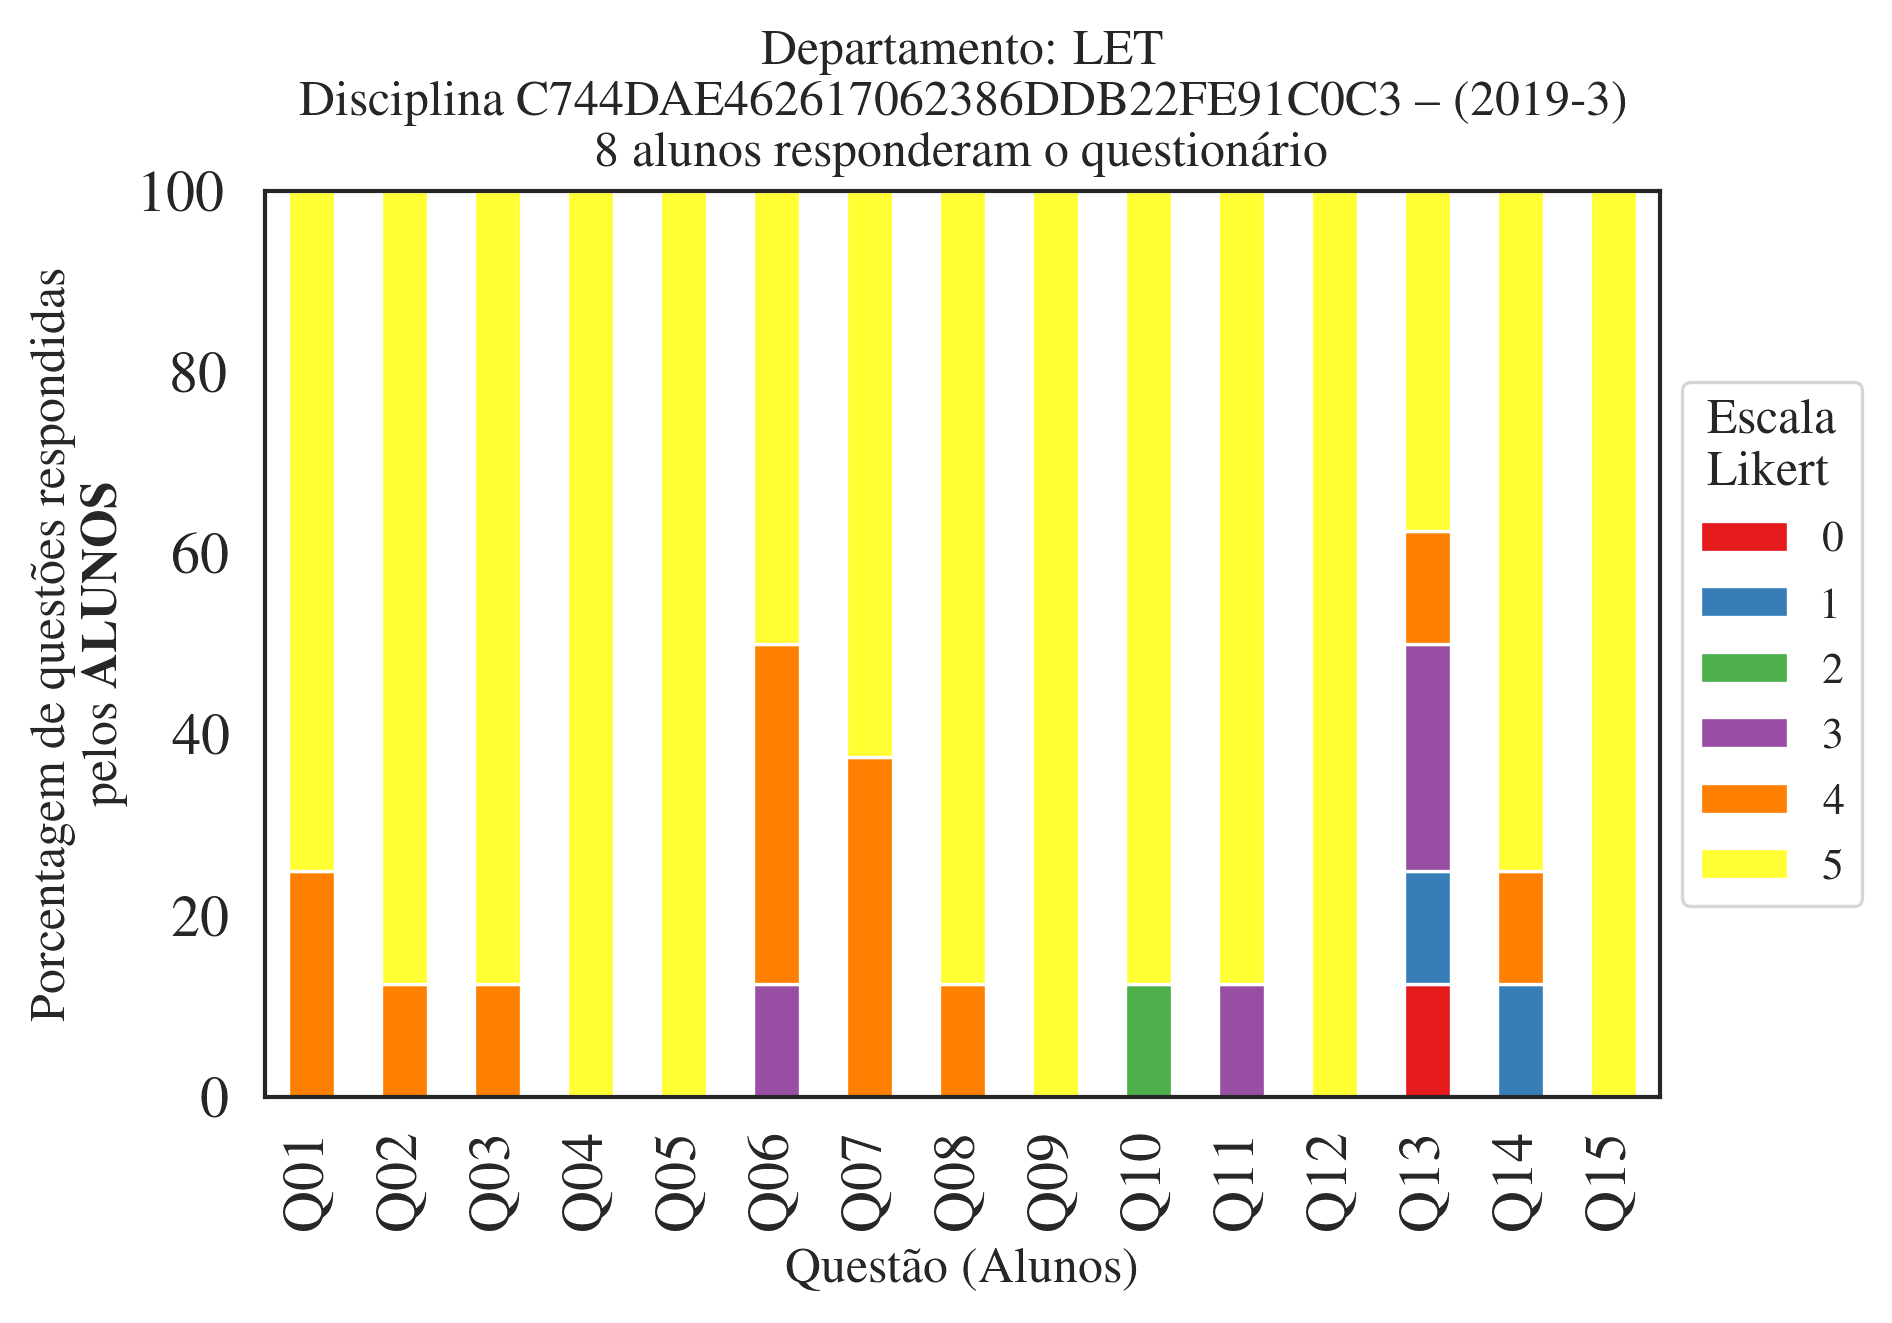 Departamento: LET
Disciplina C744DAE462617062386DDB22FE91C0C3 – (2019-3)
8 alunos responderam o questionário
Porcentagem de questões respondidas
pelos ALUNOS
100
80
60
40
20
0
Q01
Q02
Q03
Q04
Q05
Q06
Q07
Q08
Q09
Q10
Q11
Q12
Q13
Q14
Q15
Questão (Alunos)
Escala
Likert
0
1
2
3
4
5